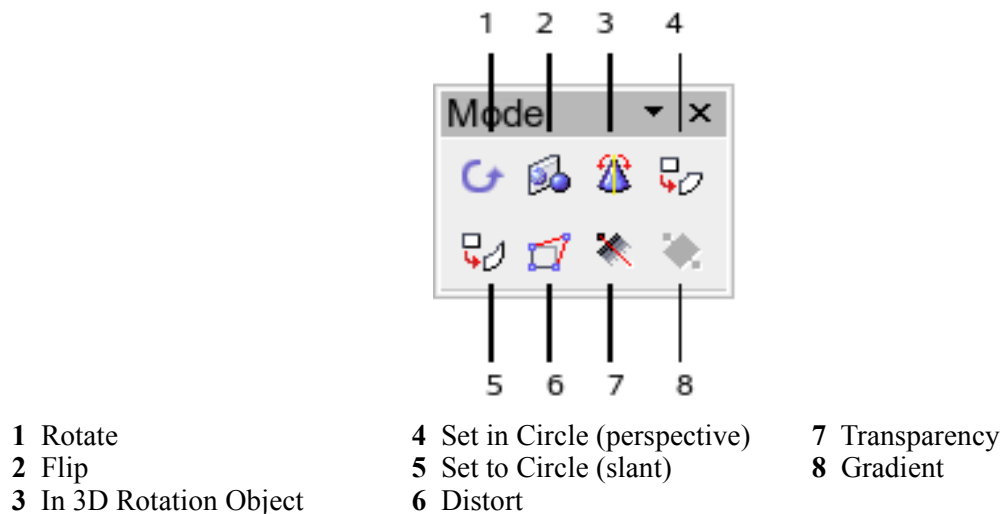 1 2 3 4
Mode
5 6 7 8
1 Rotate
2 Flip
3 In 3D Rotation Object
4 Set in Circle (perspective)
5 Set to Circle (slant)
6 Distort
7 Transparency
8 Gradient